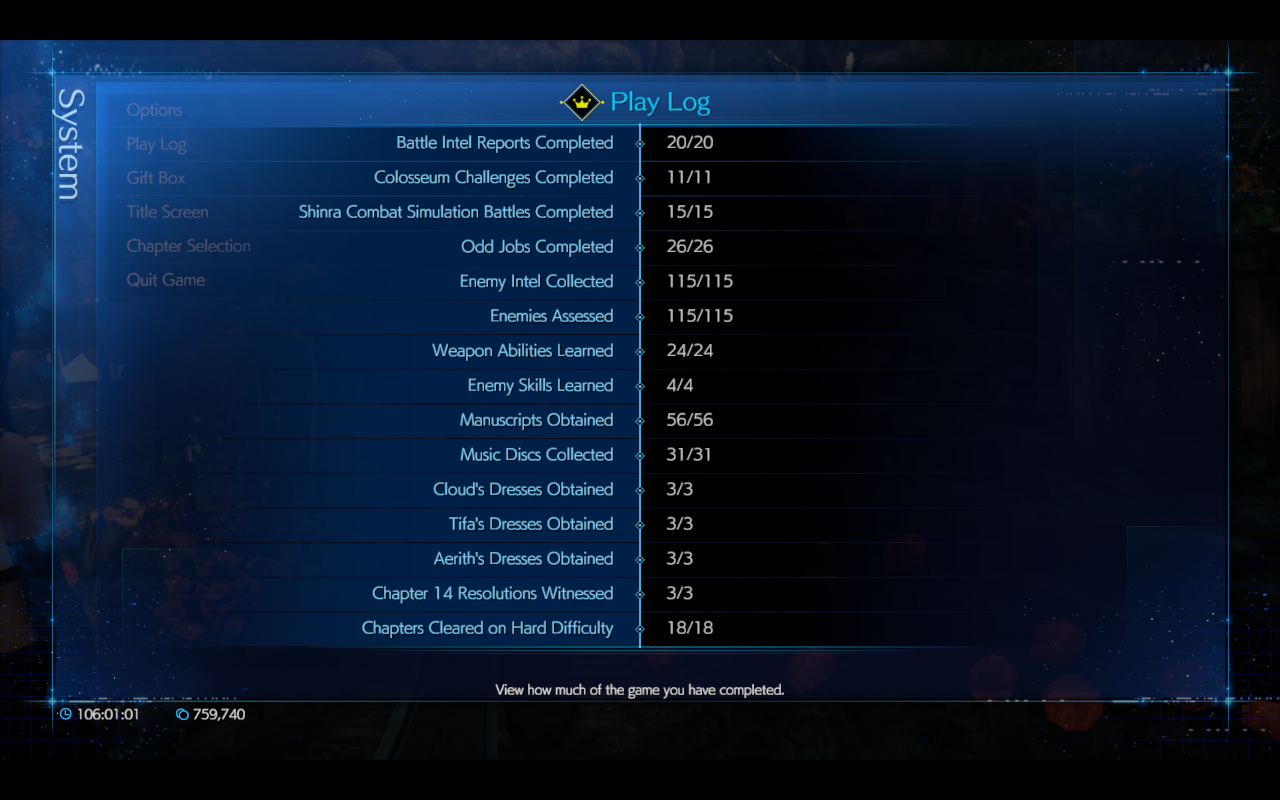 System
Play Log
Options
Play Log
Gift Box
Title Screen
Chapter Selection
Quit Game
Battle Intel Reports Completed 20/20
Colosseum Challenges Completed 11/11
Shinra Combat Simulation Battles Completed 15/15
Odd Jobs Completed 26/26
Enemy Intel Collected 115/115
Enemies Assessed 115/115
Weapon Abilities Learned 24/24
Enemy Skills Learned 4/4
Manuscripts Obtained 56/56
Music Discs Collected 31/31
Cloud's Dresses Obtained 3/3
Tifa's Dresses Obtained 3/3
Aerith's Dresses Obtained 3/3
Chapter 14 Resolutions Witnessed 3/3
Chapters Cleared on Hard Difficulty 18/18
View how much of the game you have completed.
106:01:01 759,740